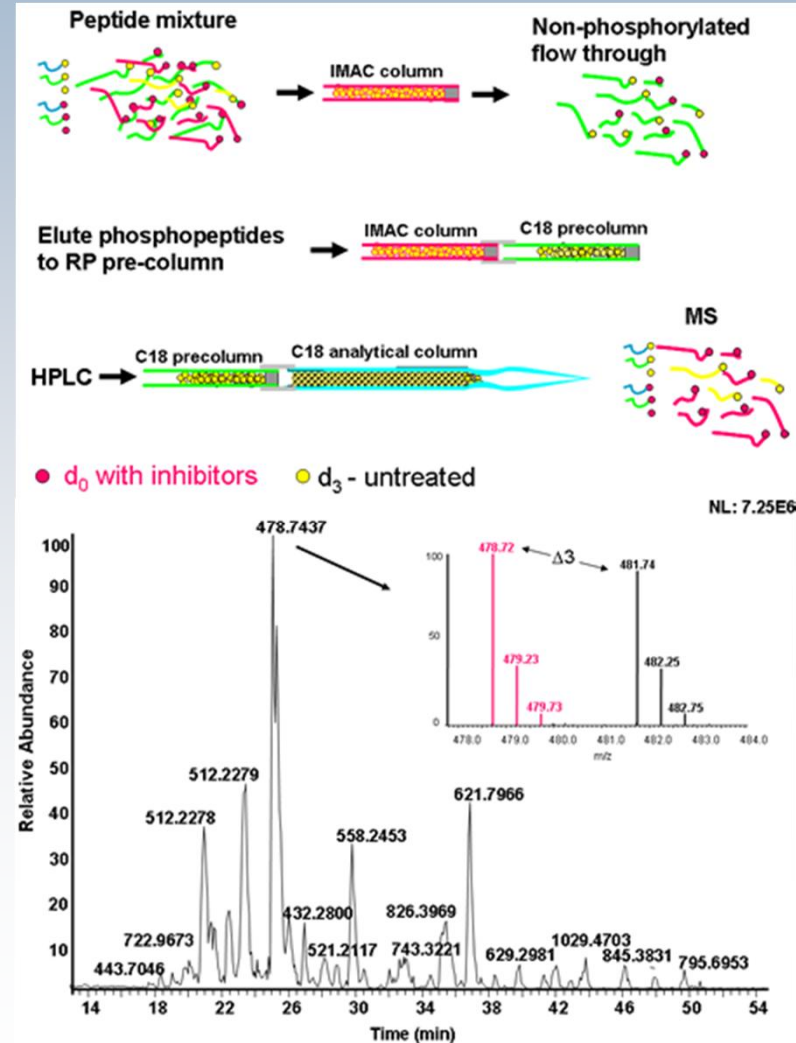 Peptide mixture
Non-phosphorylated
flow through
IMAC column
Elute phosphopeptides
to RP pre-column
IMAC column
C18 precolumn
MS
HPLC
C18 precolumn
C18 analytical column
d0 with inhibitors
d3 - untreated
NL: 7.25E6
478.7437
512.2279
512.2278
722.9673
443.7046
432.2800
521.2117
558.2453
743.3221
826.3969
621.7966
629.2981
1029.4703
845.3831
795.6953
Relative Abundance
100
90
80
70
60
50
40
30
20
10
14 18 22 26 30 34 38 42 46 50 54
Time (min)
478.72
Δ3
481.74
479.23
479.73
482.25
482.75
100
50
0
478.0 479.0 480.0 481.0 482.0 483.0 484.0
m/z